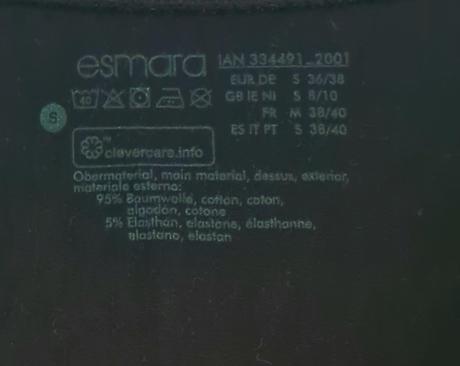 esmara
IAN 334491_2001
EUR DE S 36/38
GB IE NI S 8/10
FR M 38/40
ES IT PT S 38/40
40
S
™
clevercare.info
Obermaterial, main material, dessus, exterior,
materiale esterno:
95% Baumwolle, cotton, coton,
algodón, cotone
5% Elasthan, elastane, élasthanne,
elastano, elastan